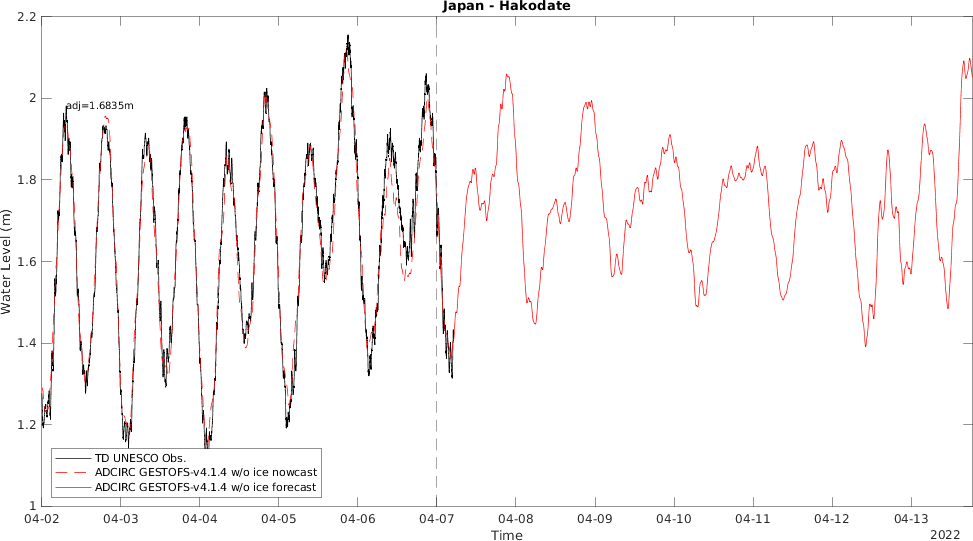 Japan - Hakodate
2.2
2
1.8
1.6
1.4
1.2
1
Water Level (m)
adj=1.6835m
TD UNESCO Obs.
ADCIRC GESTOFS-v4.1.4 w/o ice nowcast
ADCIRC GESTOFS-v4.1.4 w/o ice forecast
04-02 04-03 04-04 04-05 04-06 04-07 04-08 04-09 04-10 04-11 04-12 04-13
Time
2022